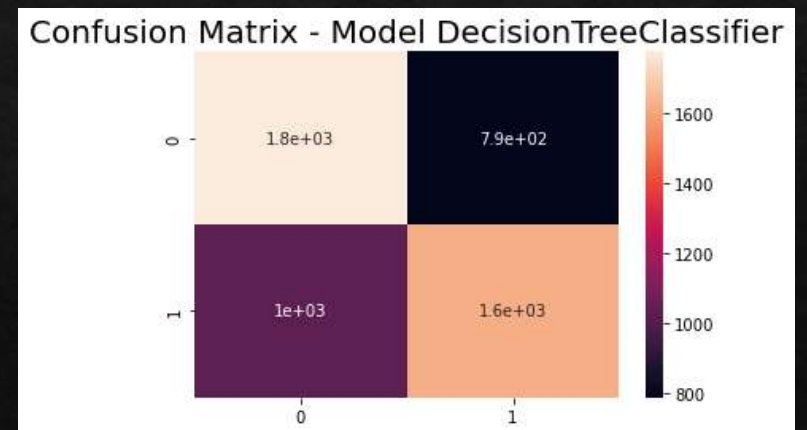 Confusion Matrix - Model DecisionTreeClassifier
0
1.8e+03
7.9e+02
1
1e+03
1.6e+03
0
1
1600
1400
1200
1000
800